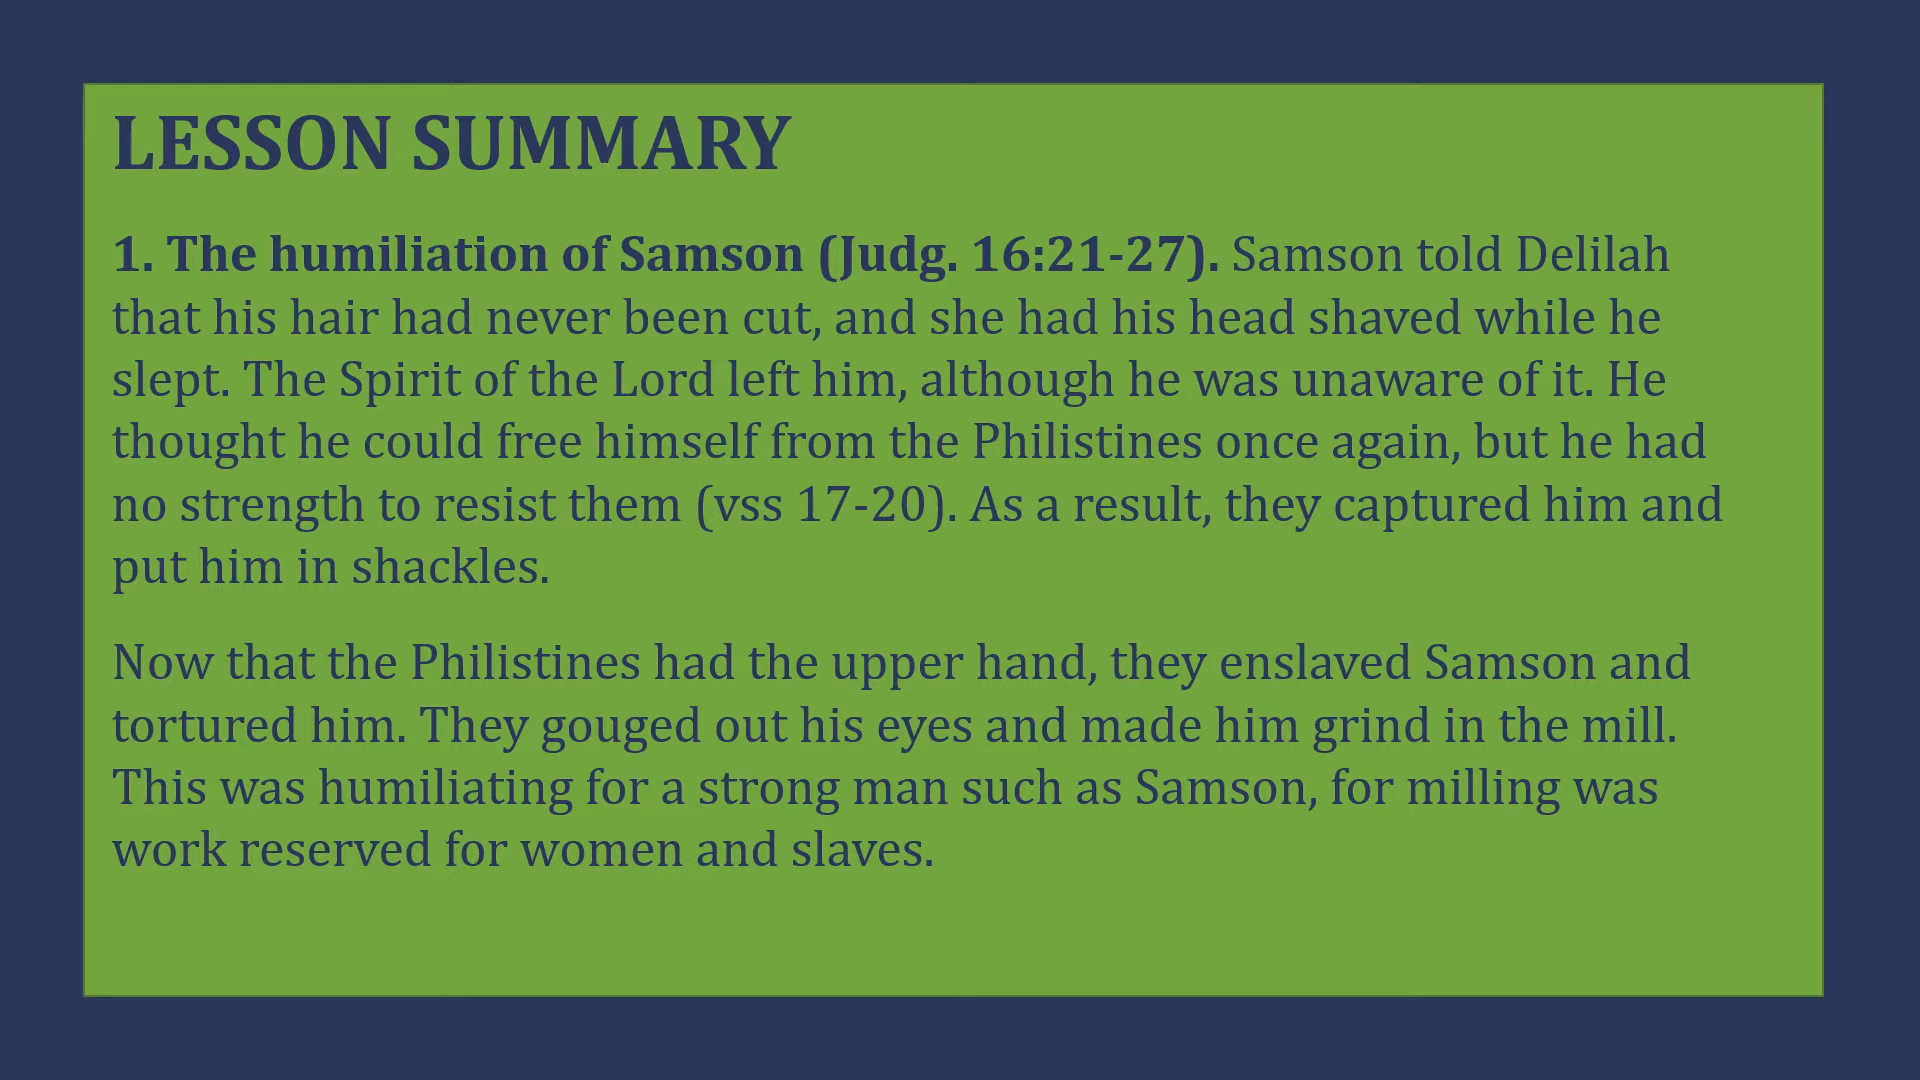 LESSON SUMMARY
1. The humiliation of Samson (Judg. 16:21-27). Samson told Delilah
that his hair had never been cut, and she had his head shaved while he
slept. The Spirit of the Lord left him, although he was unaware of it. He
thought he could free himself from the Philistines once again, but he had
no strength to resist them (vss 17-20). As a result, they captured him and
put him in shackles.
Now that the Philistines had the upper hand, they enslaved Samson and
tortured him. They gouged out his eyes and made him grind in the mill.
This was humiliating for a strong man such as Samson, for milling was
work reserved for women and slaves.